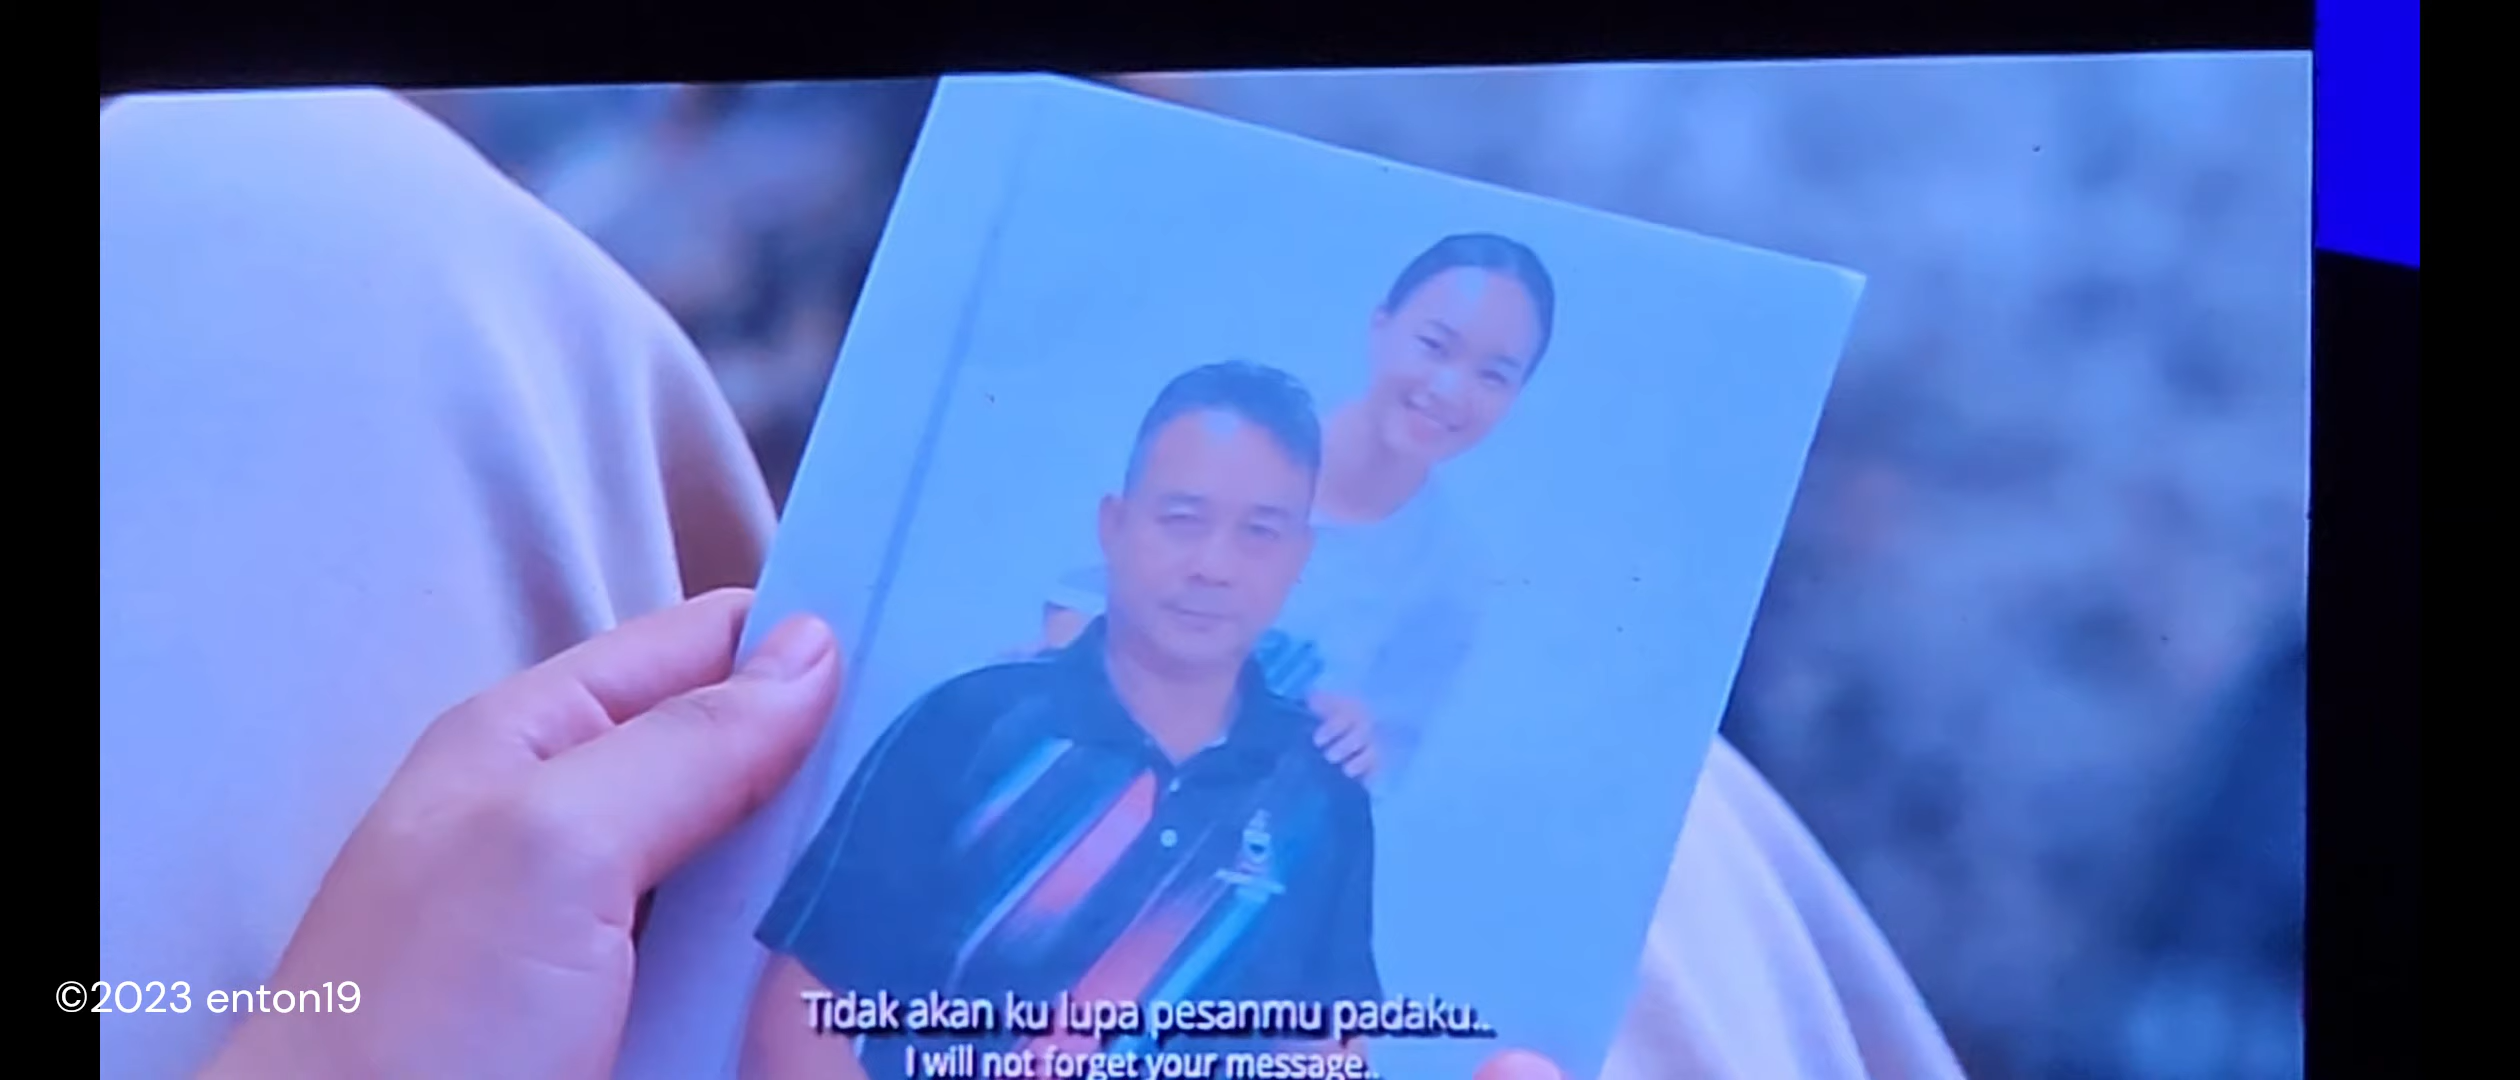 Tidak akan ku lupa pesanmu padaku..
I will not forget your message..
©2023 enton19